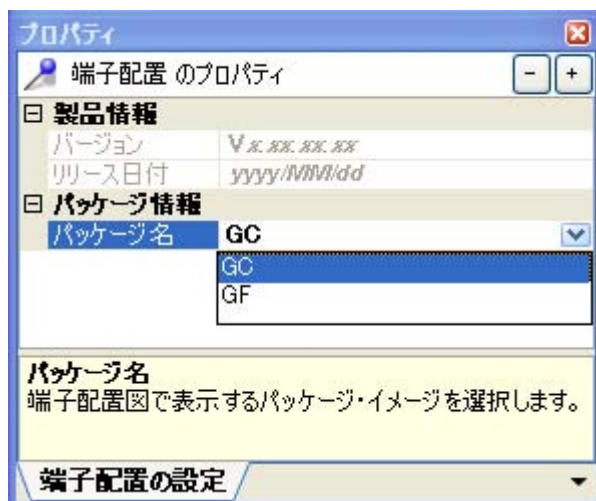 プロパティ
端子配置 のプロパティ
製品情報
バージョン Vx.xx.xx.xx
リリース日付 yyyy/MM/dd
パッケージ情報
パッケージ名 GC
GC
GF
パッケージ名
端子配置図で表示するパッケージ・イメージを選択します。
端子配置の設定